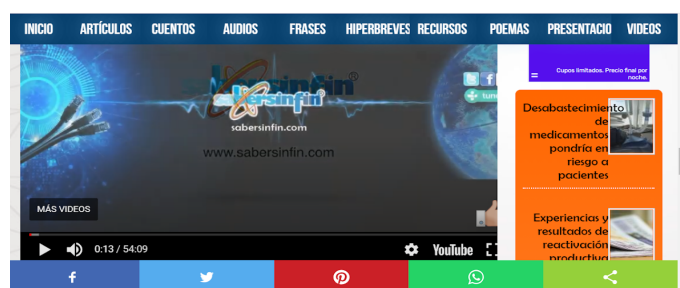 INICIO ARTÍCULOS CUENTOS AUDIOS FRASES HIPERBREVES RECURSOS POEMAS PRESENTACIO VIDEOS
sabersinfin®
sabersinfin
sabersinfin.com
www.sabersinfin.com
MÁS VIDEOS
0:13 / 54:09
YouTube
Cupos limitados. Precio final por
noche.
Desabastecimiento
de
medicamentos
pondría en
riesgo a
pacientes
Experiencias y
resultados de
reactivación
productiva